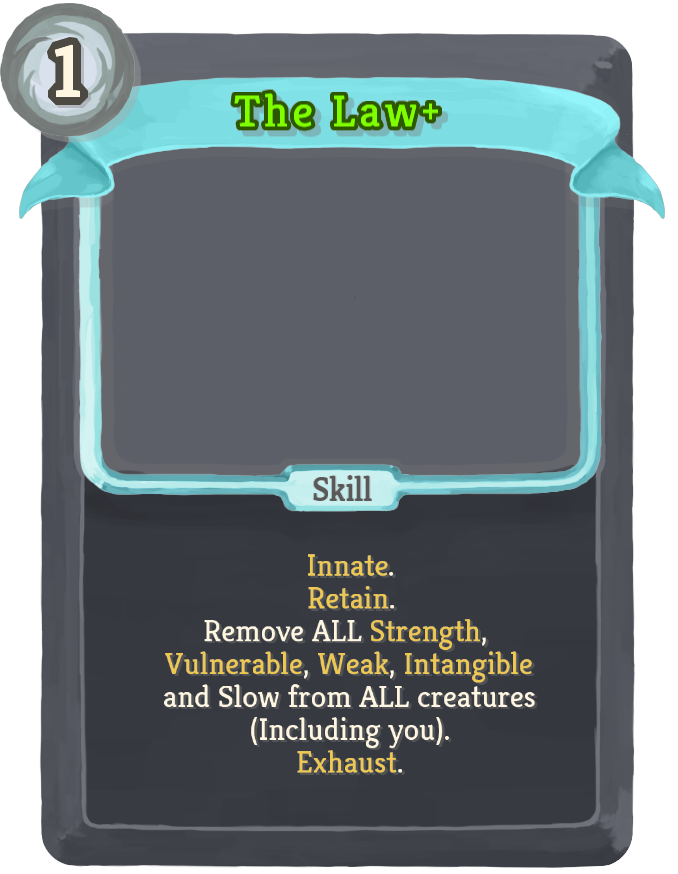 1
The Law+
Skill
Innate.
Retain.
Remove ALL Strength,
Vulnerable, Weak, Intangible
and Slow from ALL creatures
(Including you).
Exhaust.